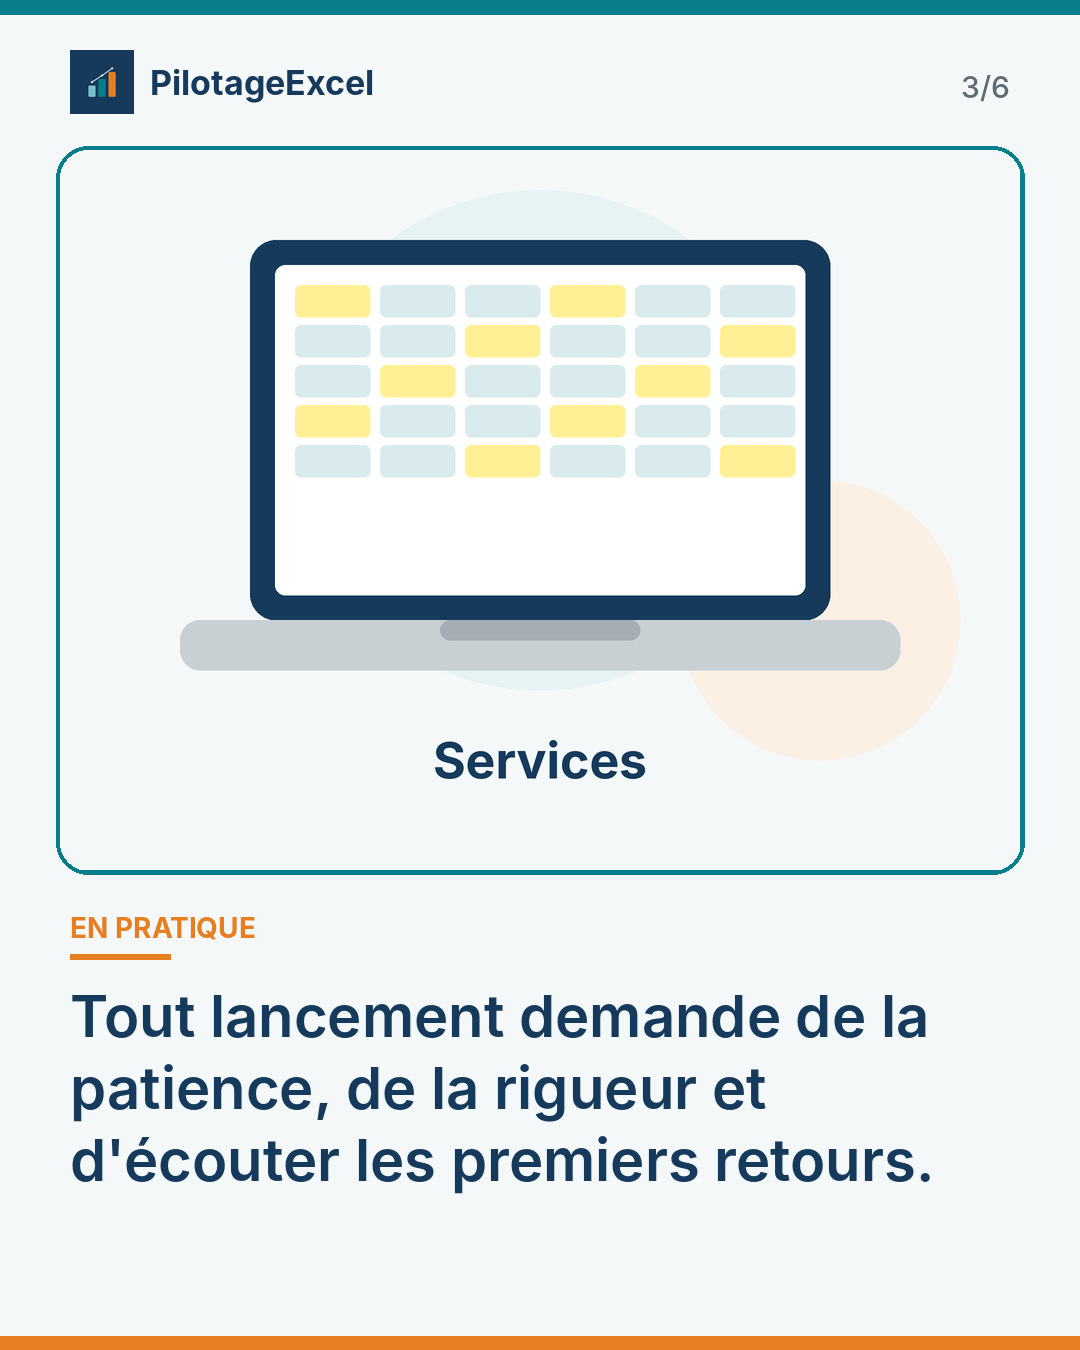 PilotageExcel
3/6
Services
EN PRATIQUE
Tout lancement demande de la
patience, de la rigueur et
d'écouter les premiers retours.